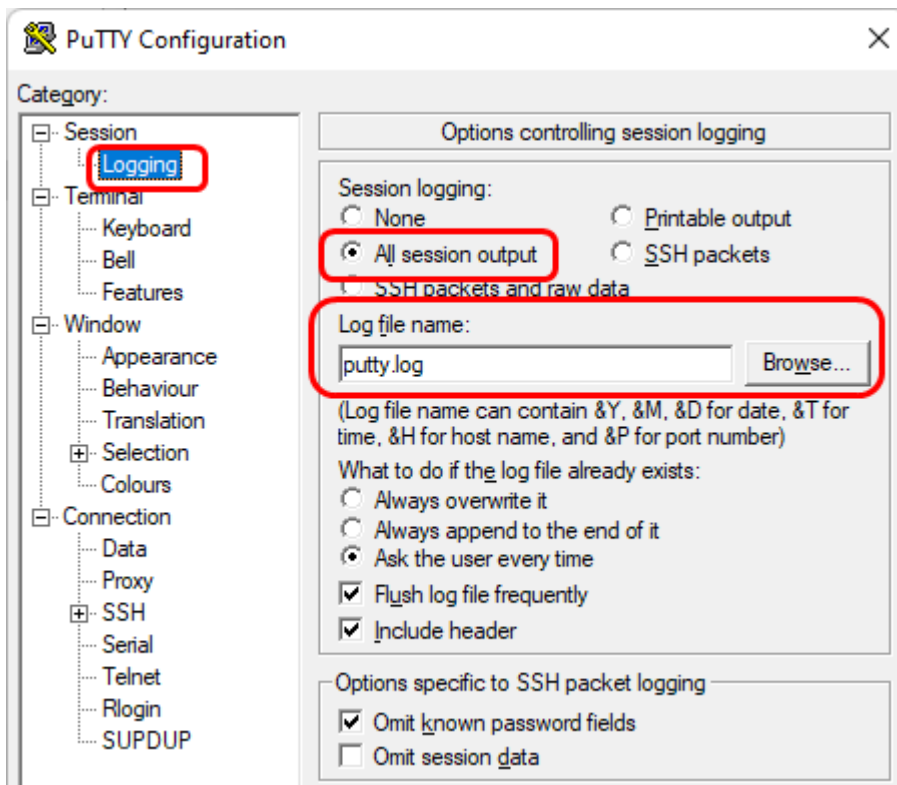 PuTTY Configuration
Category:
Session
Logging
Terminal
Keyboard
Bell
Features
Window
Appearance
Behaviour
Translation
Selection
Colours
Connection
Data
Proxy
SSH
Serial
Telnet
Rlogin
SUPDUP
Options controlling session logging
Session logging:
None
Printable output
All session output
SSH packets
SSH packets and raw data
Log file name:
putty.log
Browse...
(Log file name can contain &Y, &M, &D for date, &T for
time, &H for host name, and &P for port number)
What to do if the log file already exists:
Always overwrite it
Always append to the end of it
Ask the user every time
Flush log file frequently
Include header
Options specific to SSH packet logging
Omit known password fields
Omit session data